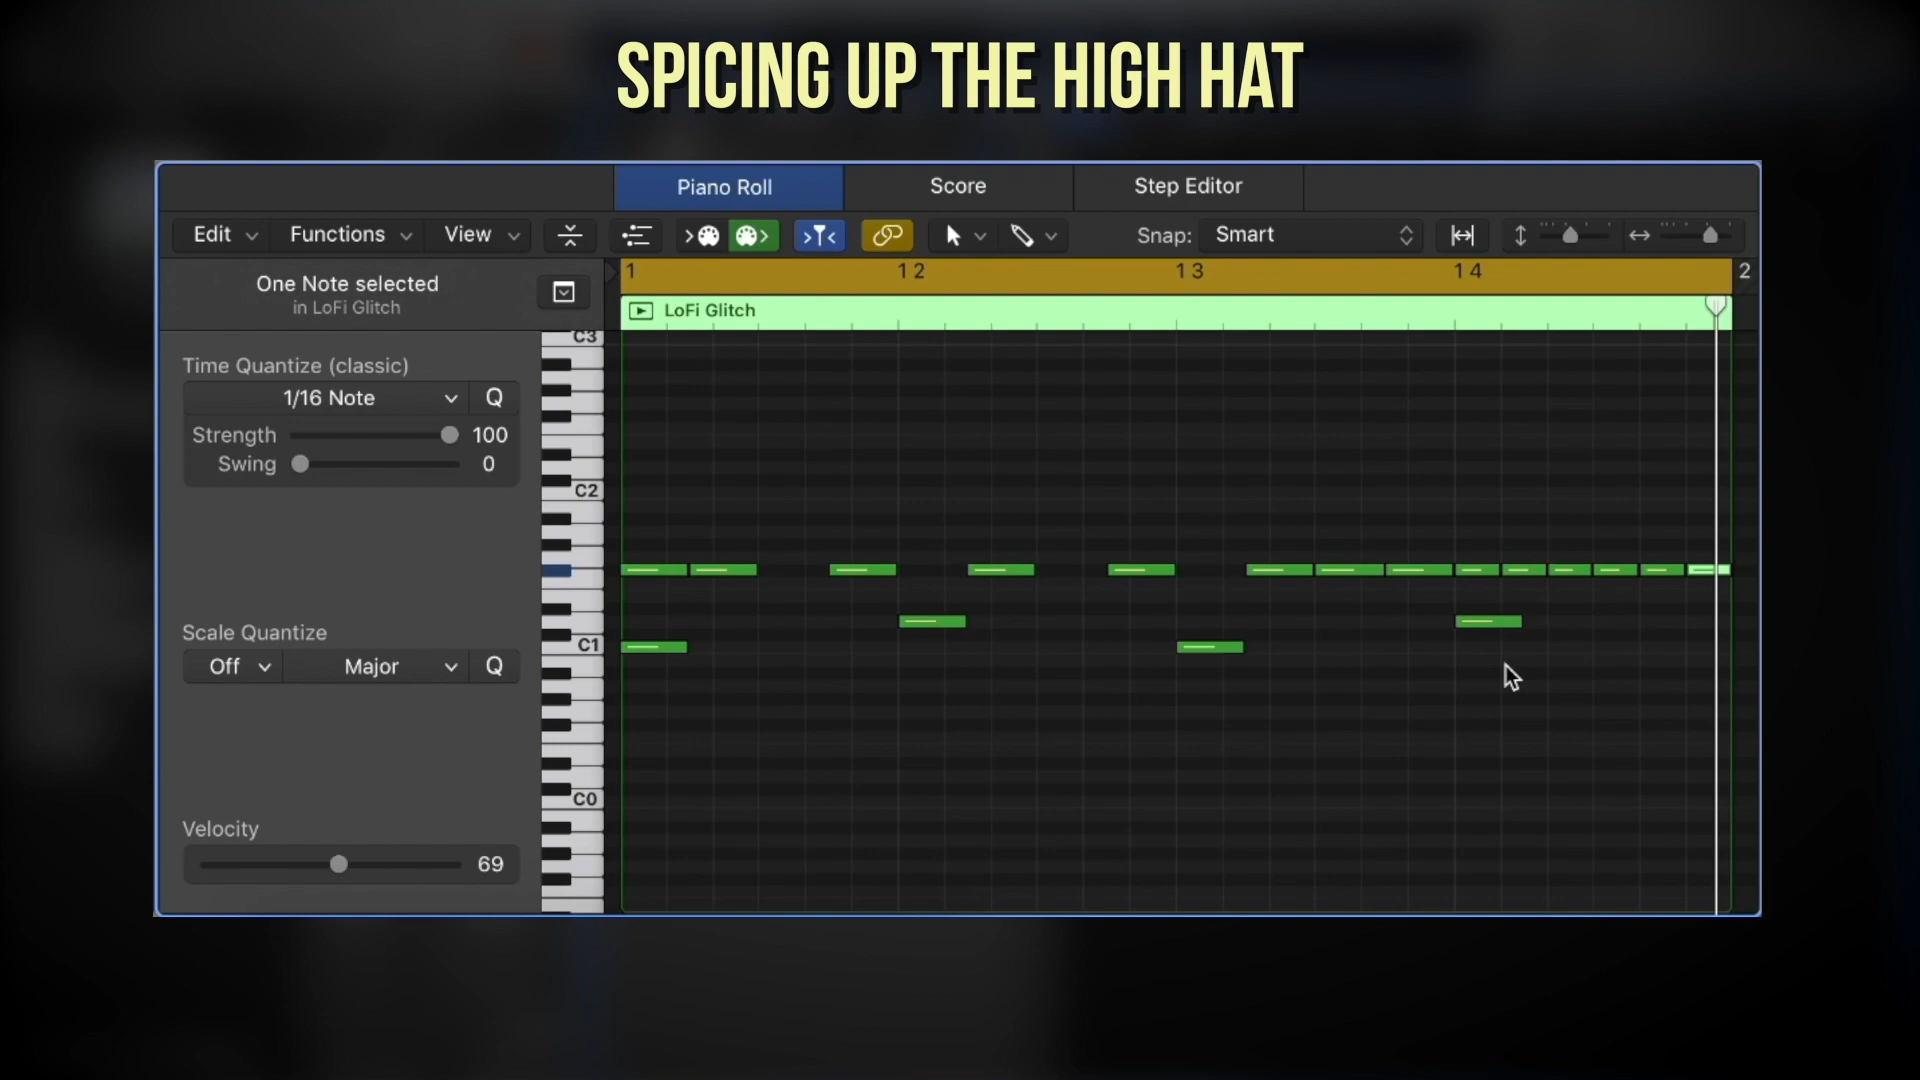 SPICING UP THE HIGH HAT
Piano Roll Score Step Editor
Edit Functions View Snap: Smart
One Note selected
in LoFi Glitch
1 1 2 1 3 1 4 2
LoFi Glitch
C3
Time Quantize (classic)
1/16 Note Q
Strength 100
Swing 0
C2
Scale Quantize
C1
Off Major Q
C0
Velocity
69